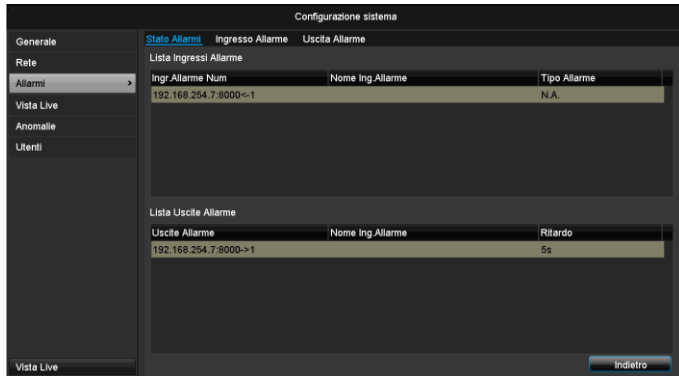 Configurazione sistema
Generale
Rete
Allarmi >
Vista Live
Anomalie
Utenti
Vista Live
Stato Allarmi Ingresso Allarme Uscita Allarme
Lista Ingressi Allarme
Ingr.Allarme Num Nome Ing.Allarme Tipo Allarme
192.168.254.7:8000<-1 N.A.
Lista Uscite Allarme
Uscite Allarme Nome Ing.Allarme Ritardo
192.168.254.7:8000->1 5s
Indietro